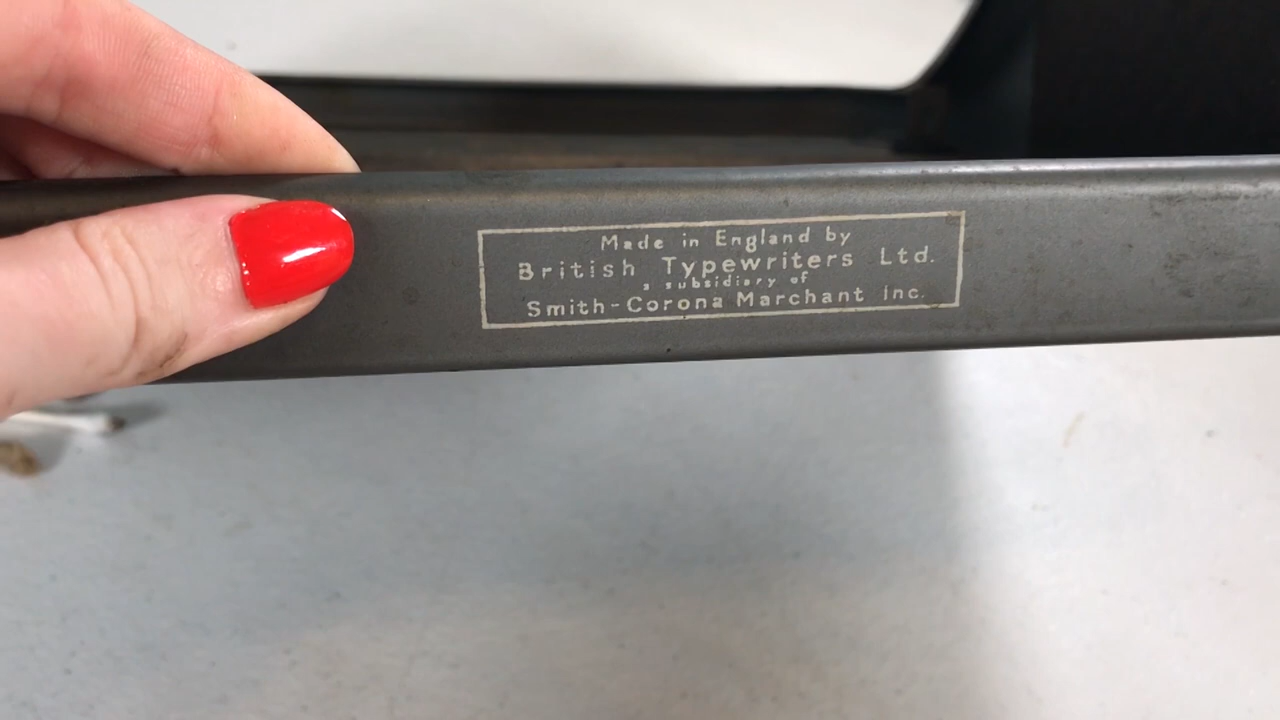 Made in England by
British Typewriters Ltd.
a subsidiary of
Smith-Corona Marchant Inc.